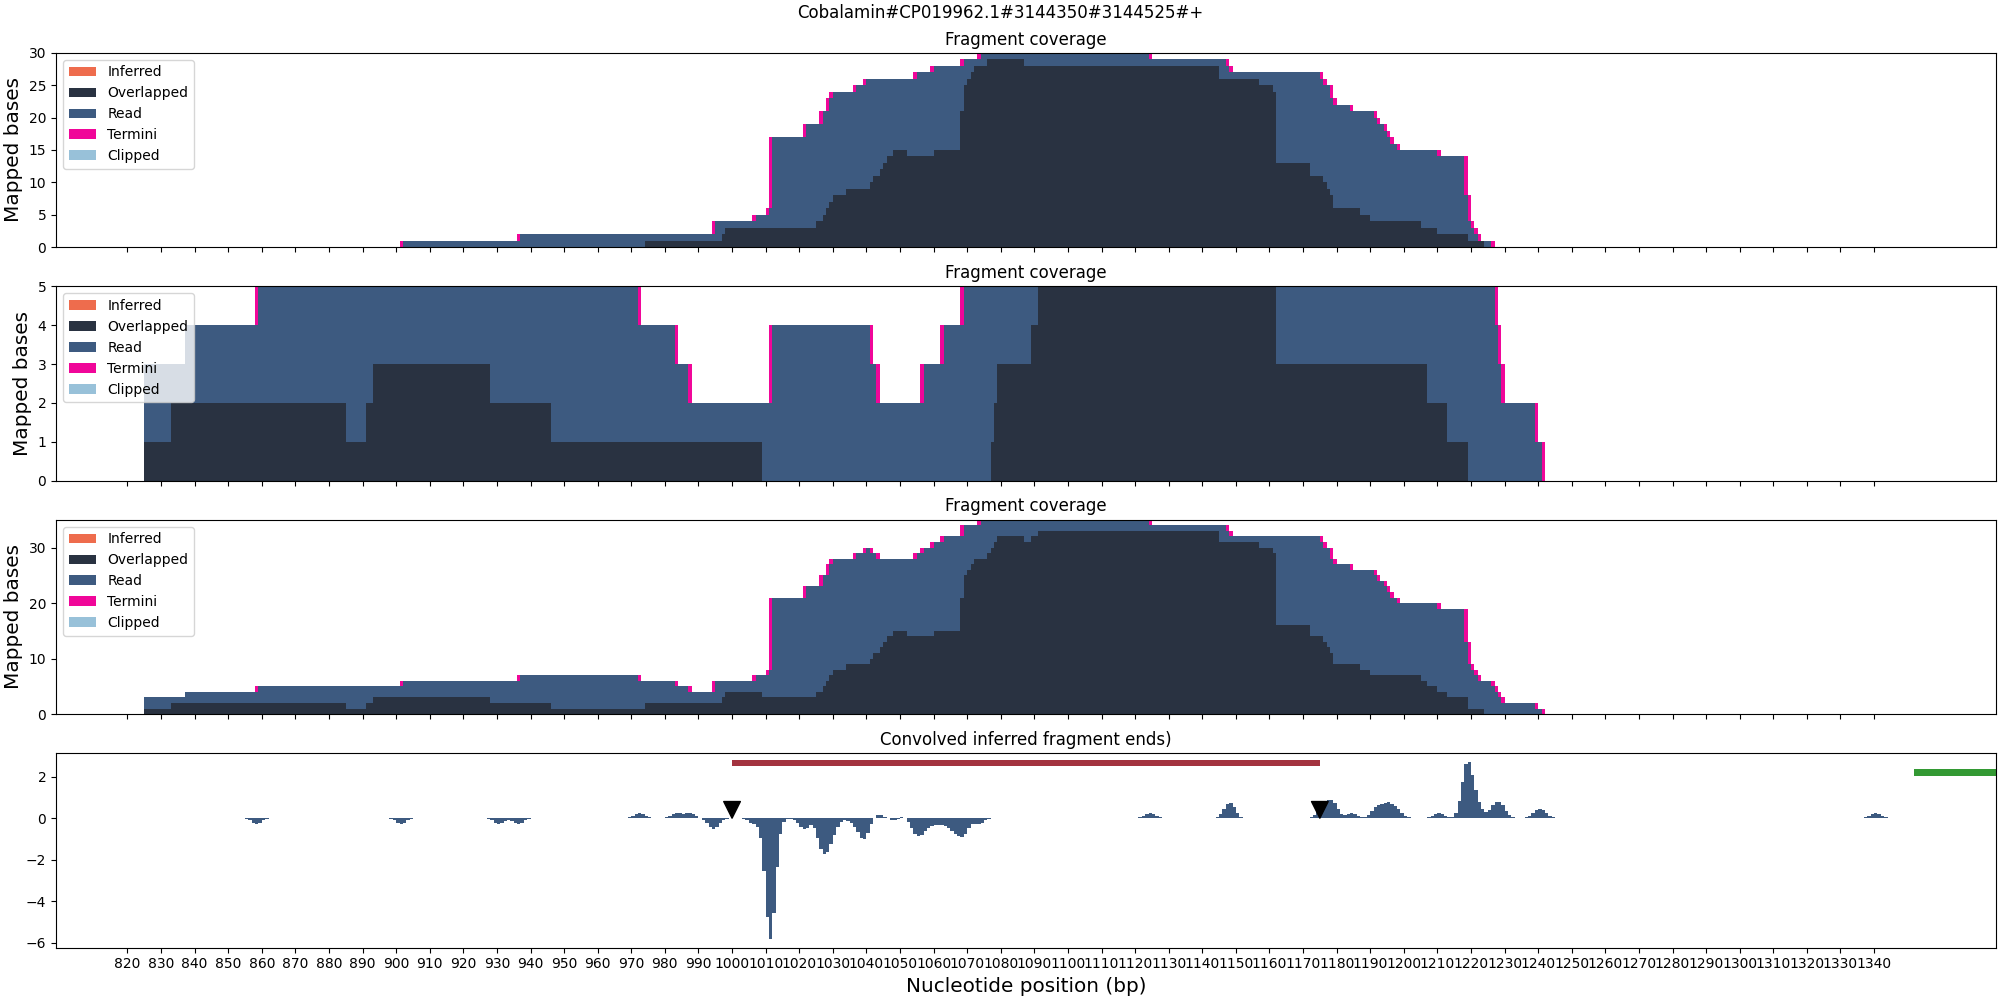 Cobalamin#CP019962.1#3144350#3144525#+
Fragment coverage
30
25
20
15
10
5
0
Mapped bases
Inferred
Overlapped
Read
Termini
Clipped
Fragment coverage
5
4
3
2
1
0
Mapped bases
Inferred
Overlapped
Read
Termini
Clipped
Fragment coverage
30
20
10
0
Mapped bases
Inferred
Overlapped
Read
Termini
Clipped
Convolved inferred fragment ends)
2
0
−2
−4
−6
820 830 840 850 860 870 880 890 900 910 920 930 940 950 960 970 980 990 1000 1010 1020 1030 1040 1050 1060 1070 1080 1090 1100 1110 1120 1130 1140 1150 1160 1170 1180 1190 1200 1210 1220 1230 1240 1250 1260 1270 1280 1290 1300 1310 1320 1330 1340
Nucleotide position (bp)